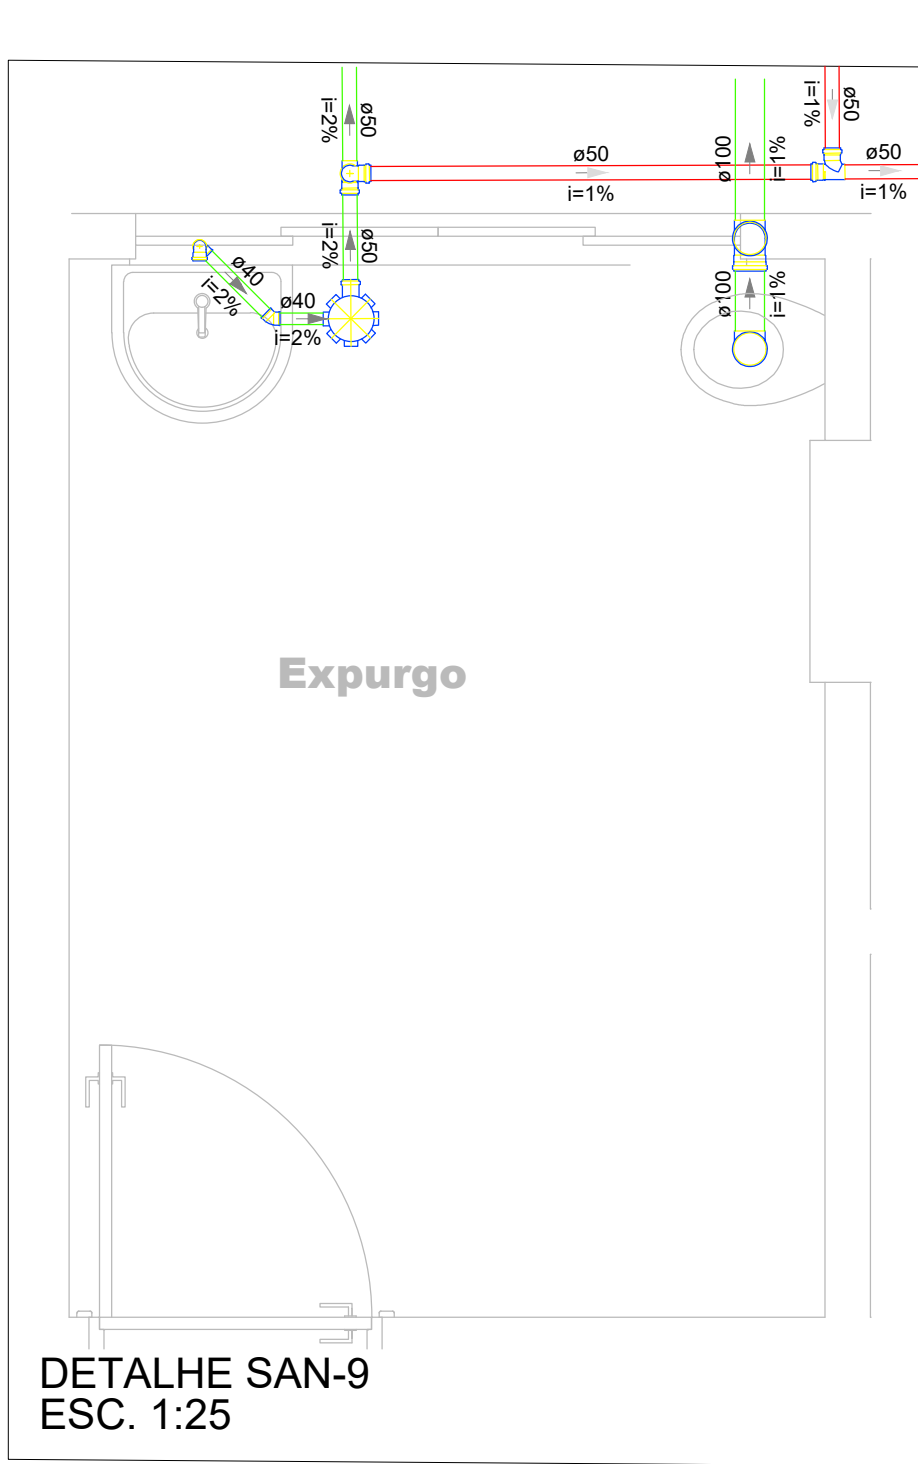 ø50
i=2%
ø50
i=1%
ø50
i=1%
ø100
i=1%
ø50
i=1%
ø50
i=2%
ø40
i=2%
ø40
i=2%
ø100
i=1%
Expurgo
DETALHE SAN-9
ESC. 1:25